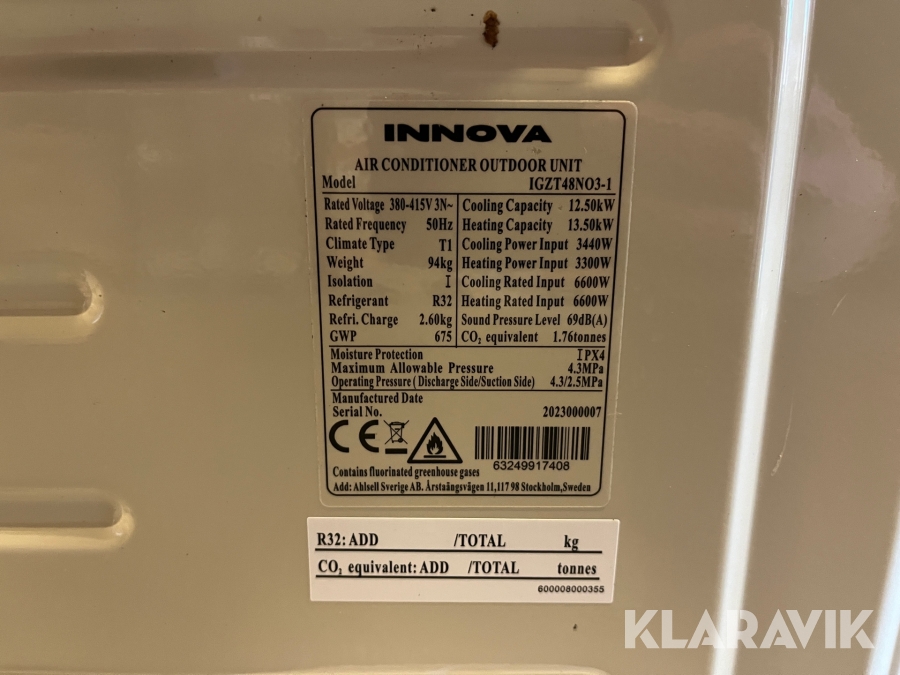 INNOVA
AIR CONDITIONER OUTDOOR UNIT
Model IGZT48NO3-1
Rated Voltage 380-415V 3N~ Cooling Capacity 12.50kW
Rated Frequency 50Hz Heating Capacity 13.50kW
Climate Type T1 Cooling Power Input 3440W
Weight 94kg Heating Power Input 3300W
Isolation I Cooling Rated Input 6600W
Refrigerant R32 Heating Rated Input 6600W
Refri. Charge 2.60kg Sound Pressure Level 69dB(A)
GWP 675 CO₂ equivalent 1.76tonnes
Moisture Protection IPX4
Maximum Allowable Pressure 4.3MPa
Operating Pressure ( Discharge Side/Suction Side) 4.3/2.5MPa
Manufactured Date
Serial No. 2023000007
CE
63249917408
Contains fluorinated greenhouse gases
Add: Ahlsell Sverige AB. Årstaängsvägen 11,117 98 Stockholm,Sweden
R32: ADD /TOTAL kg
CO₂ equivalent: ADD /TOTAL tonnes
600008000355
KLARAVIK